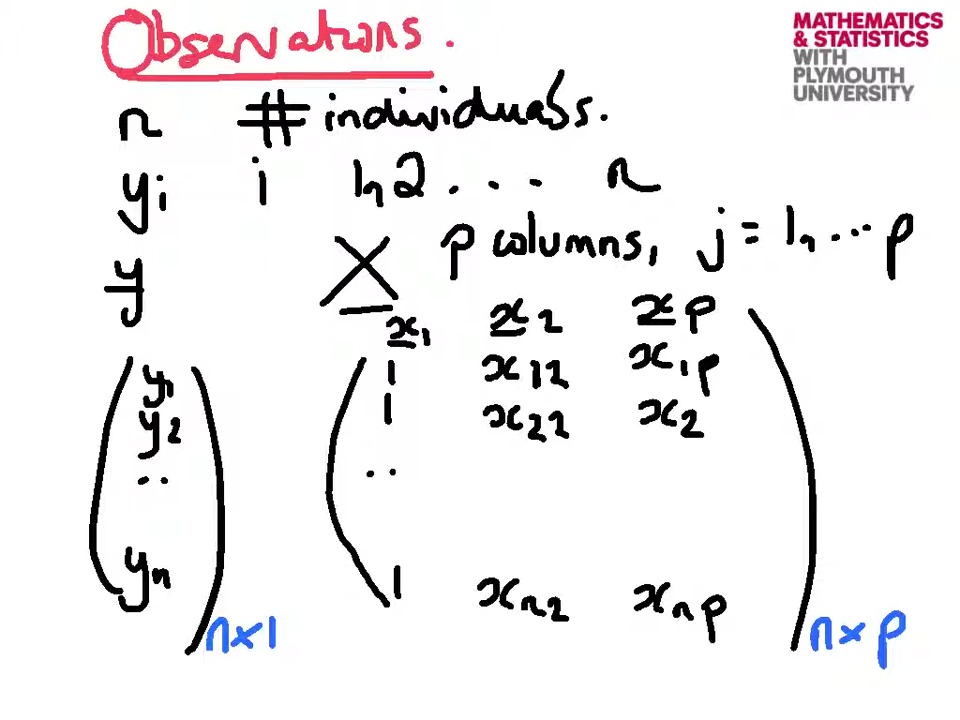 Observations.
MATHEMATICS
& STATISTICS
WITH
PLYMOUTH
UNIVERSITY
n # individuals.
yi i 1, 2 . . . n
y X p columns, j = 1, ... p
x1 x2 xp
y1 1 x12 x1p
y2 1 x22 x2
.. ..
yn 1 xn2 xnp
n×1 n×p